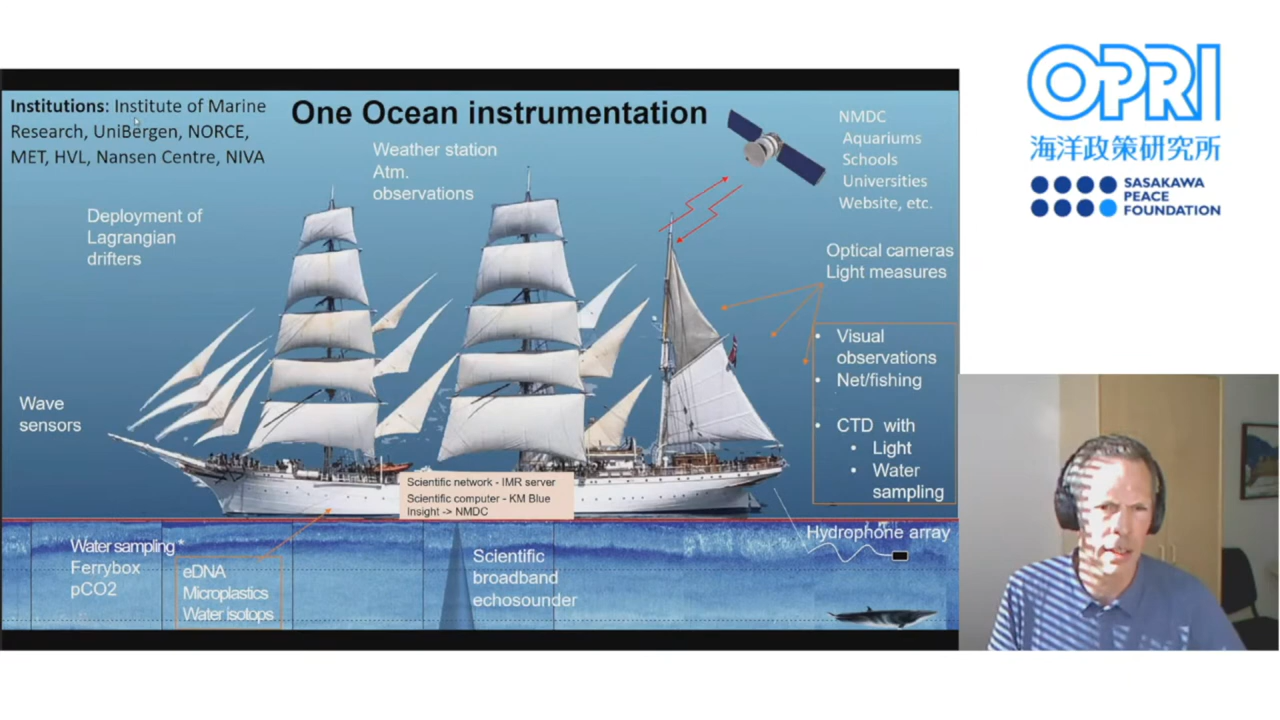 Institutions: Institute of Marine
Research, UniBergen, NORCE,
MET, HVL, Nansen Centre, NIVA
One Ocean instrumentation
Weather station
Atm.
observations
Deployment of
Lagrangian
drifters
Wave
sensors
NMDC
Aquariums
Schools
Universities
Website, etc.
Optical cameras
Light measures
• Visual
observations
• Net/fishing
• CTD with
• Light
• Water
sampling
Scientific network - IMR server
Scientific computer - KM Blue
Insight -> NMDC
Water sampling *
Ferrybox
pCO2
eDNA
Microplastics
Water isotops
Scientific
broadband
echosounder
Hydrophone array
OPRI
海洋政策研究所
SASAKAWA
PEACE
FOUNDATION